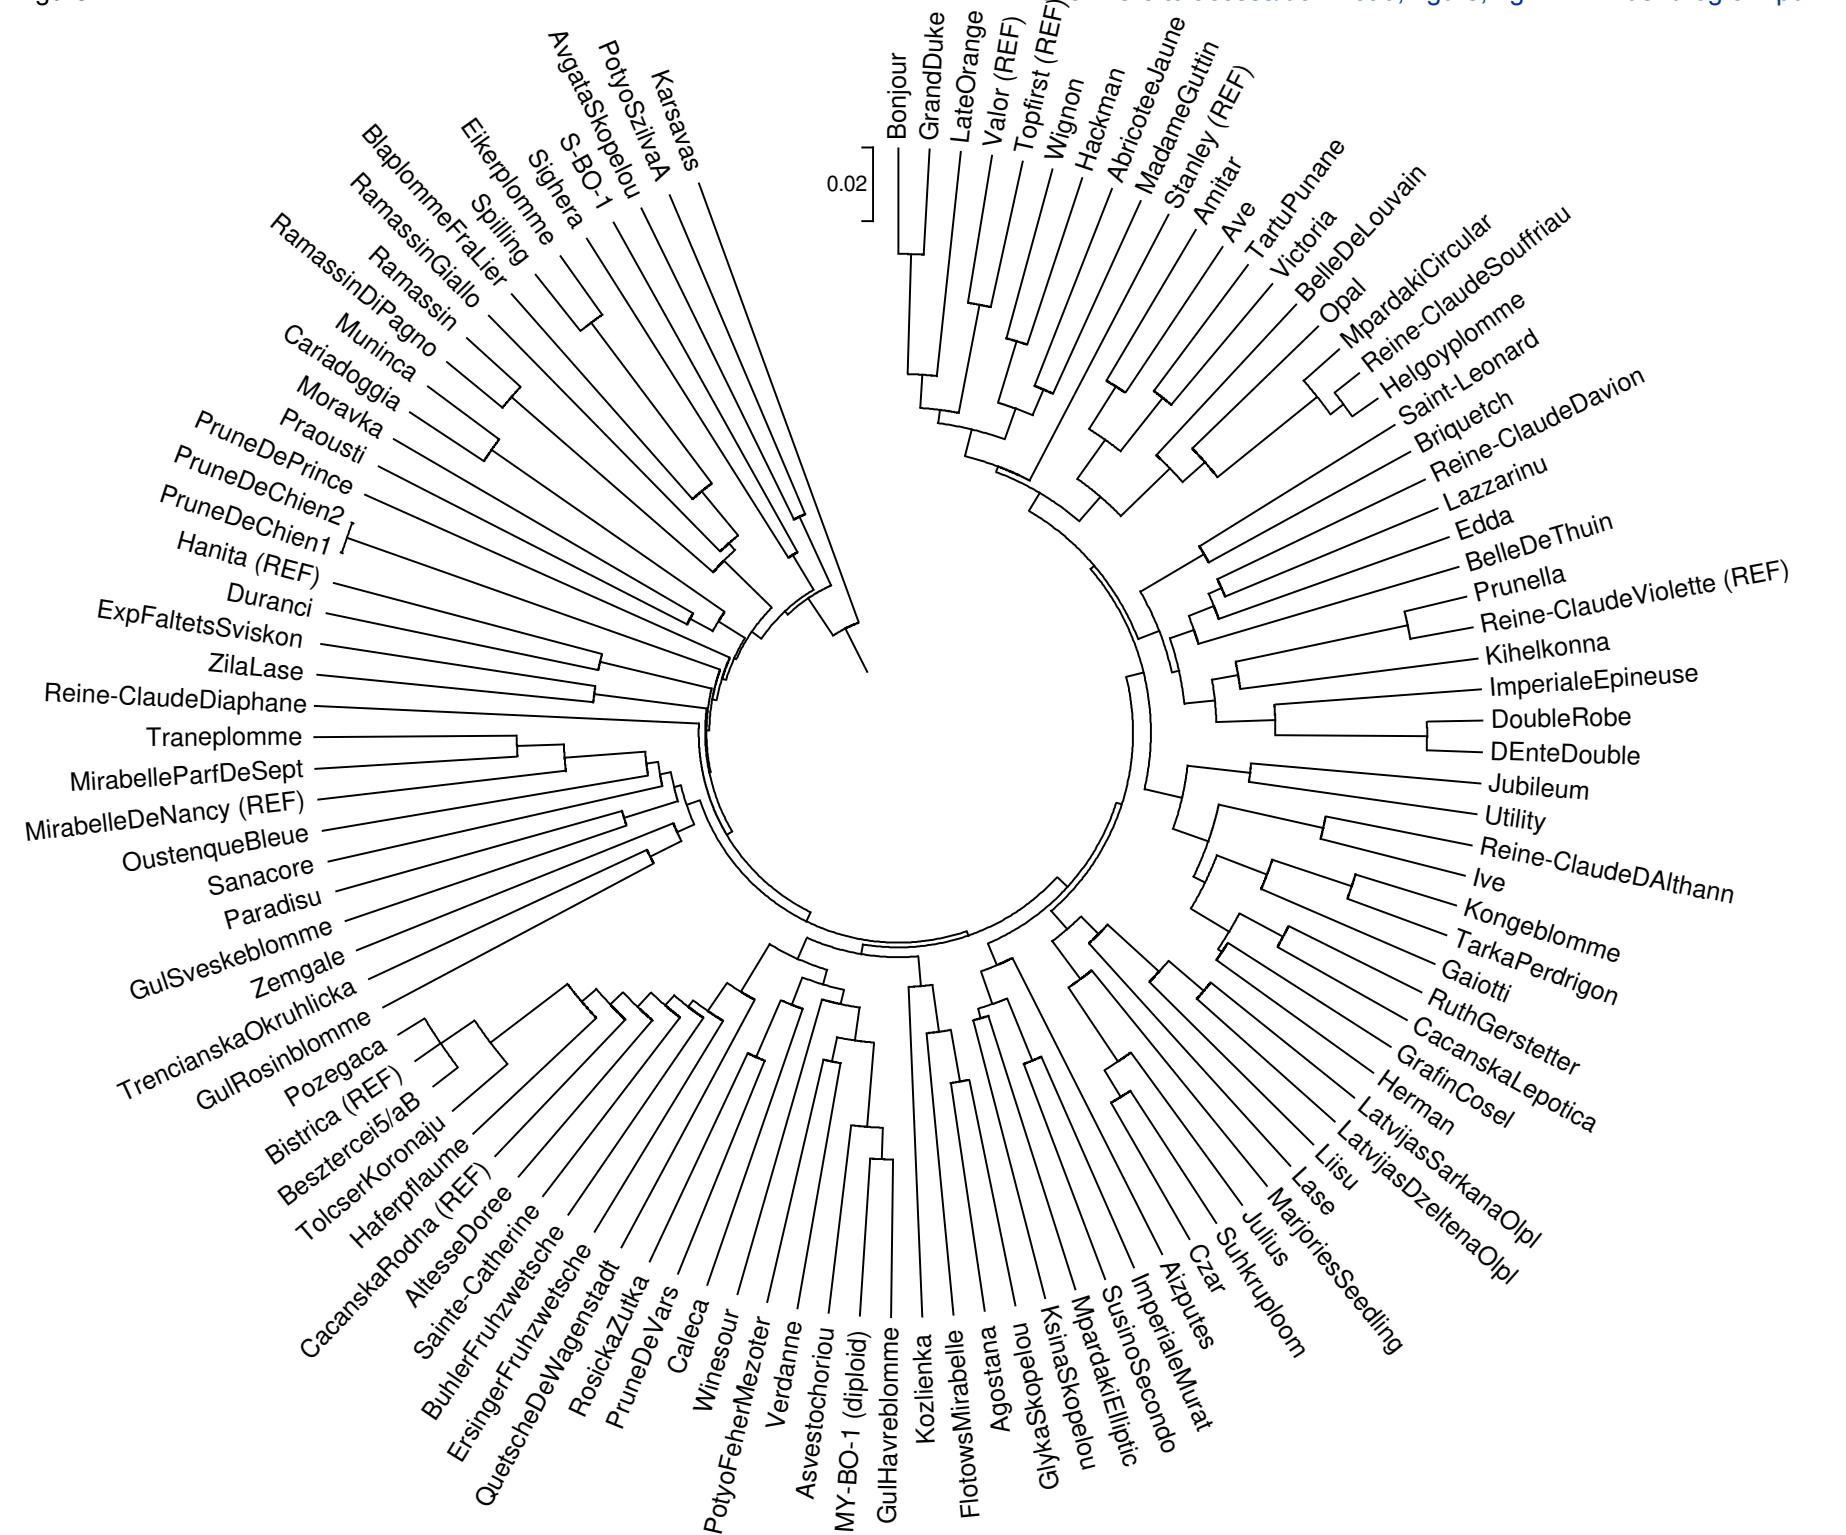 0.02
Bonjour
GrandDuke
LateOrange
Valor (REF)
Topfirst (REF)
Wignon
Hackman
AbricoteeJaune
MadameGuttin
Stanley (REF)
Amitar
Ave
TartuPunane
Victoria
BelleDeLouvain
Opal
MpardakiCircular
Reine-ClaudeSouffriau
Helgoyplomme
Saint-Leonard
Briquetch
Reine-ClaudeDavion
Lazzarinu
Edda
BelleDeThuin
Prunella
Reine-ClaudeViolette (REF)
Kihelkonna
ImperialeEpineuse
DoubleRobe
DEnteDouble
Jubileum
Utility
Reine-ClaudeDAlthann
Ive
Kongeblomme
TarkaPerdrigon
Gaiotti
RuthGerstetter
CacanskaLepotica
GrafinCosel
Herman
LatvijasSarkanaOlpl
LatvijasDzeltenaOlpl
Liisu
Lase
MarjoriesSeedling
Julius
Suhkruploom
Czar
Aizputes
ImperialeMurat
SusinoSecondo
MpardakiElliptic
KsinaSkopelou
GlykaSkopelou
Agostana
FlotowsMirabelle
Kozlienka
GulHavreblomme
MY-BO-1 (diploid)
Asvestochoriou
Verdanne
PotyoFeherMezoter
Winesour
Caleca
PruneDeVars
RosickaZutka
QuetscheDeWagenstadt
ErsingerFruhzwetsche
BuhlerFruhzwetsche
Sainte-Catherine
AltesseDoree
CacanskaRodna (REF)
Haferpflaume
TolcserKoronaju
Besztercei5/aB
Bistrica (REF)
Pozegaca
GulRosinblomme
TrencianskaOkruhlicka
Zemgale
GulSveskeblomme
Paradisu
Sanacore
OustenqueBleue
MirabelleDeNancy (REF)
MirabelleParfDeSept
Traneplomme
Reine-ClaudeDiaphane
ZilaLase
ExpFaltetsSviskon
Duranci
Hanita (REF)
PruneDeChien1
PruneDeChien2
PruneDePrince
Praousti
Moravka
Cariadoggia
Muninca
RamassinDiPagno
Ramassin
RamassinGiallo
BlaplommeFraLier
Spilling
Eikerplomme
Sighera
S-BO-1
AvgataSkopelou
PotyoSzilvaA
Karsavas